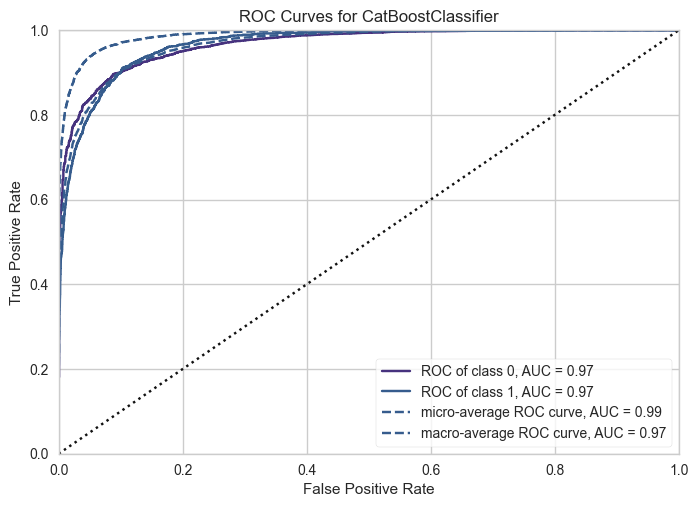 ROC Curves for CatBoostClassifier
True Positive Rate
1.0
0.8
0.6
0.4
0.2
0.0
ROC of class 0, AUC = 0.97
ROC of class 1, AUC = 0.97
micro-average ROC curve, AUC = 0.99
macro-average ROC curve, AUC = 0.97
0.0 0.2 0.4 0.6 0.8 1.0
False Positive Rate